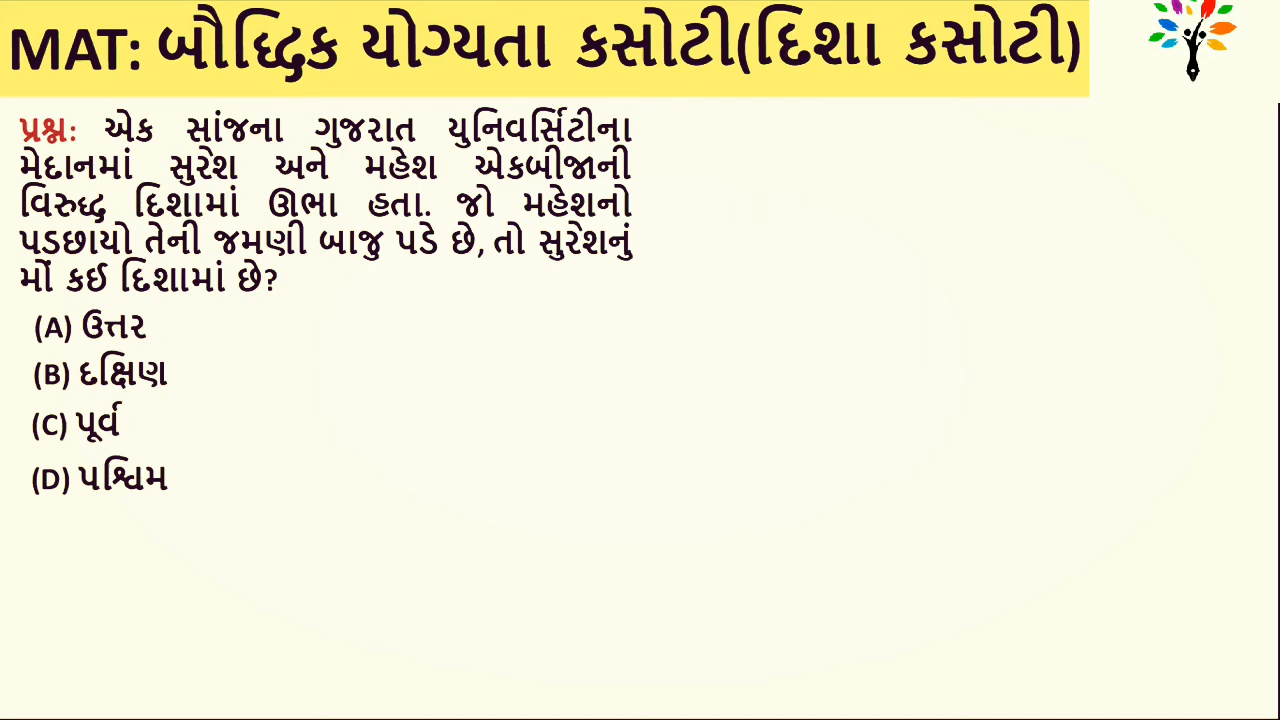 MAT: બૌદ્ધિક યોગ્યતા કસોટી(દિશા કસોટી)
પ્રશ્ન: એક સાંજના ગુજરાત યુનિવર્સિટીના
મેદાનમાં સુરેશ અને મહેશ એકબીજાની
વિરુદ્ધ દિશામાં ઊભા હતા. જો મહેશનો
પડછાયો તેની જમણી બાજુ પડે છે, તો સુરેશનું
મોં કઈ દિશામાં છે?
(A) ઉત્તર
(B) દક્ષિણ
(C) પૂર્વ
(D) પશ્ચિમ